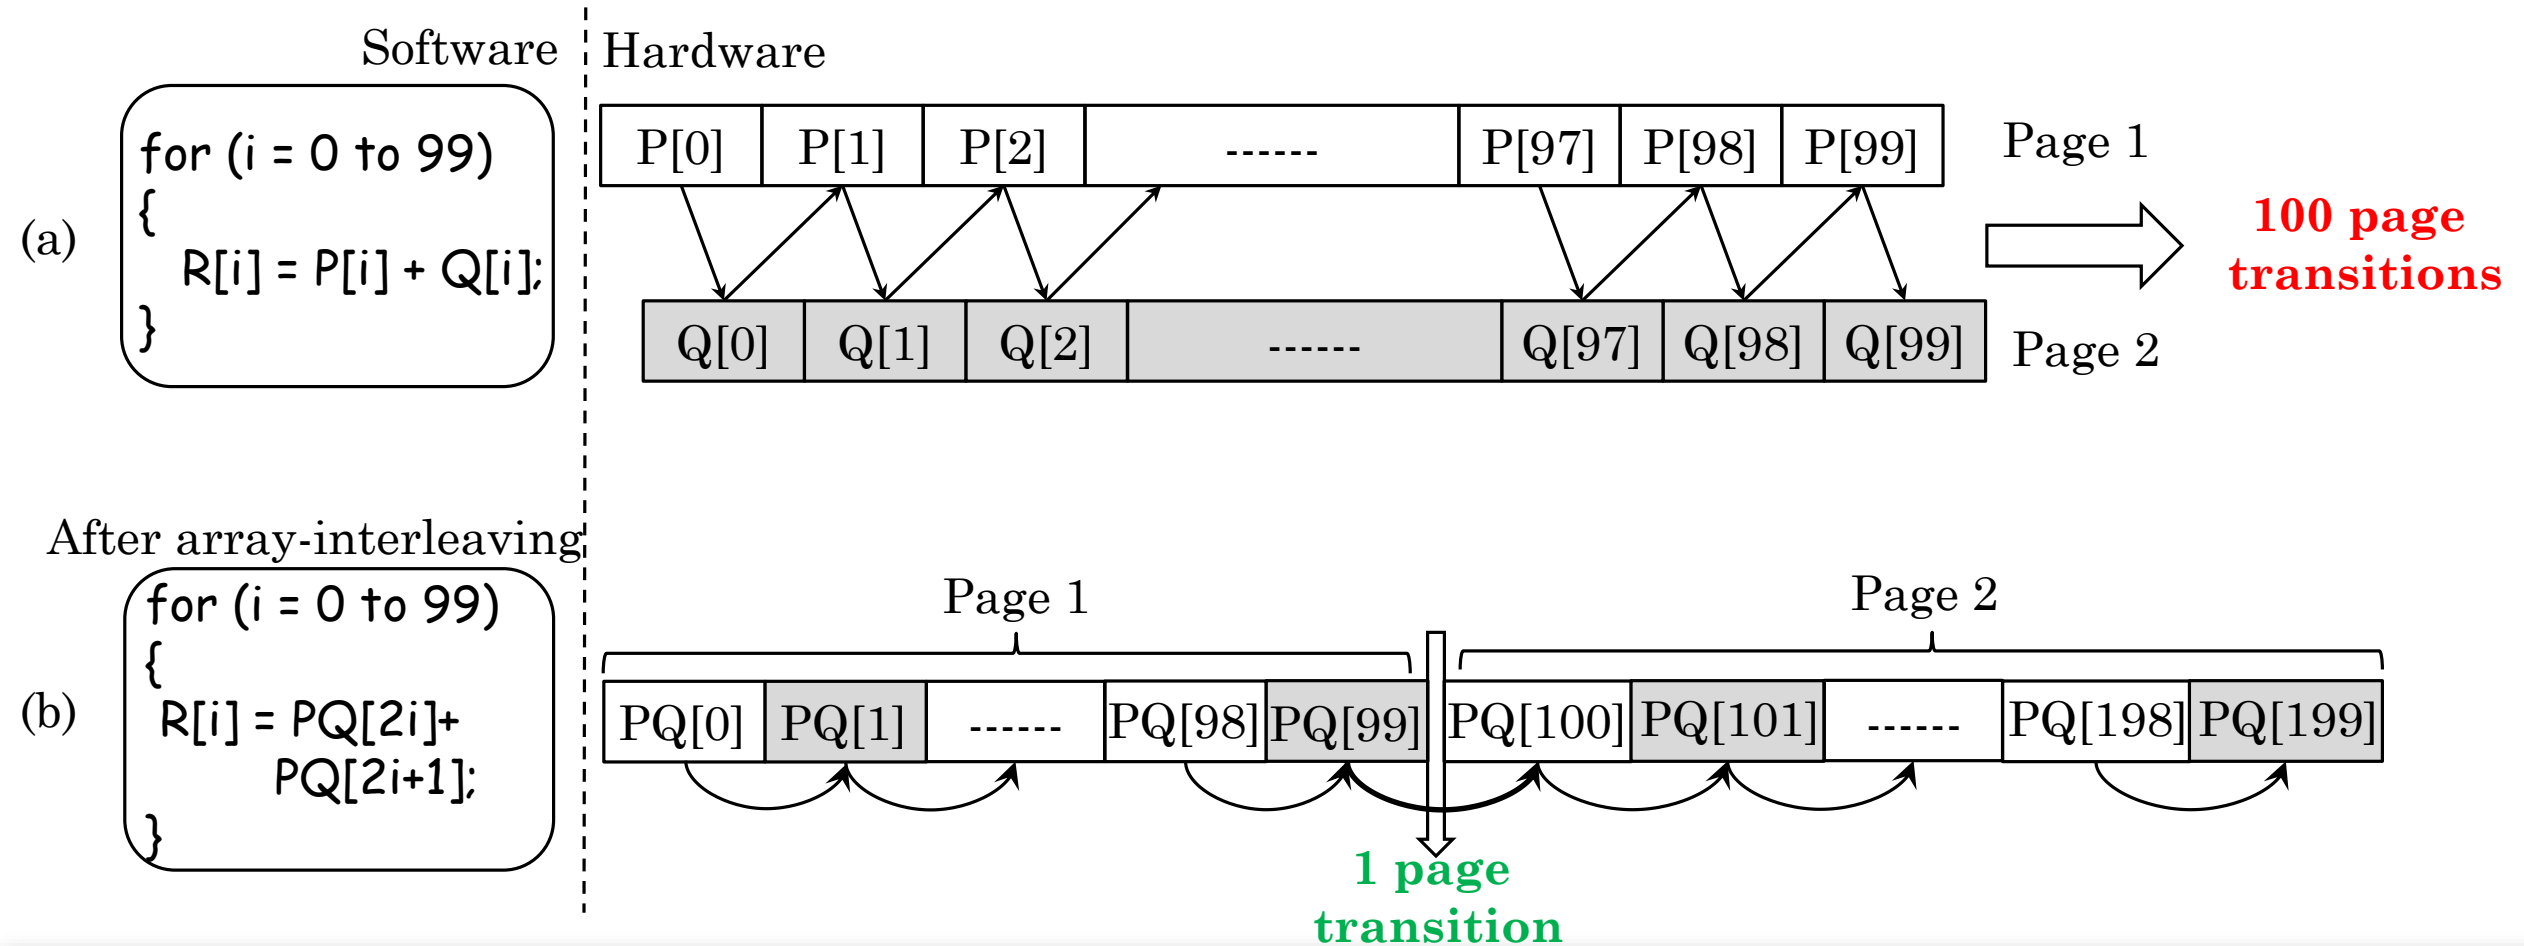 Software
Hardware
(a)
for (i = 0 to 99)
{
R[i] = P[i] + Q[i];
}
P[0] P[1] P[2] ------ P[97] P[98] P[99]
Page 1
Q[0] Q[1] Q[2] ------ Q[97] Q[98] Q[99]
Page 2
100 page
transitions
After array-interleaving
(b)
for (i = 0 to 99)
{
R[i] = PQ[2i]+
PQ[2i+1];
}
Page 1
Page 2
PQ[0] PQ[1] ------ PQ[98] PQ[99] PQ[100] PQ[101] ------ PQ[198] PQ[199]
1 page
transition